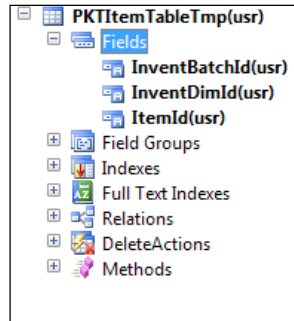 PKTItemTableTmp(usr)
Fields
InventBatchId(usr)
InventDimId(usr)
ItemId(usr)
Field Groups
Indexes
Full Text Indexes
Relations
DeleteActions
Methods